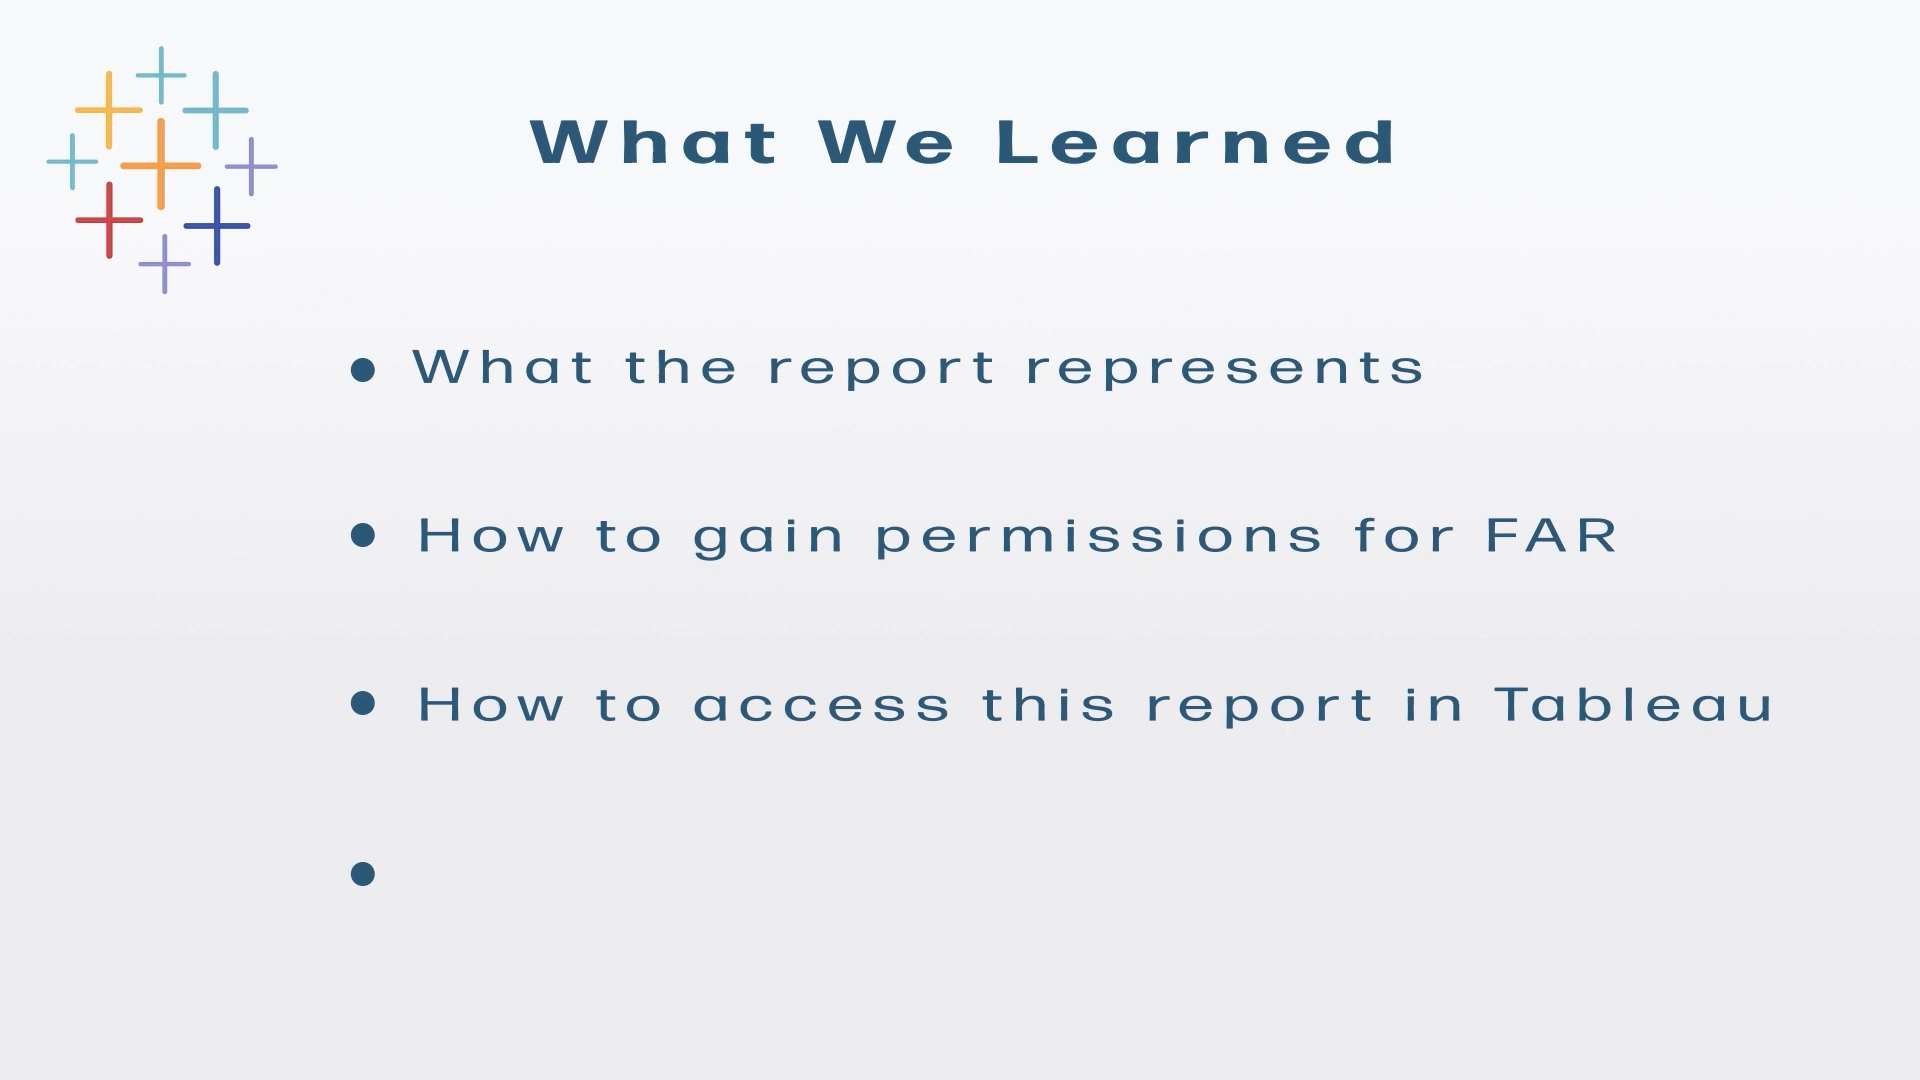 What We Learned
• What the report represents
• How to gain permissions for FAR
• How to access this report in Tableau
•